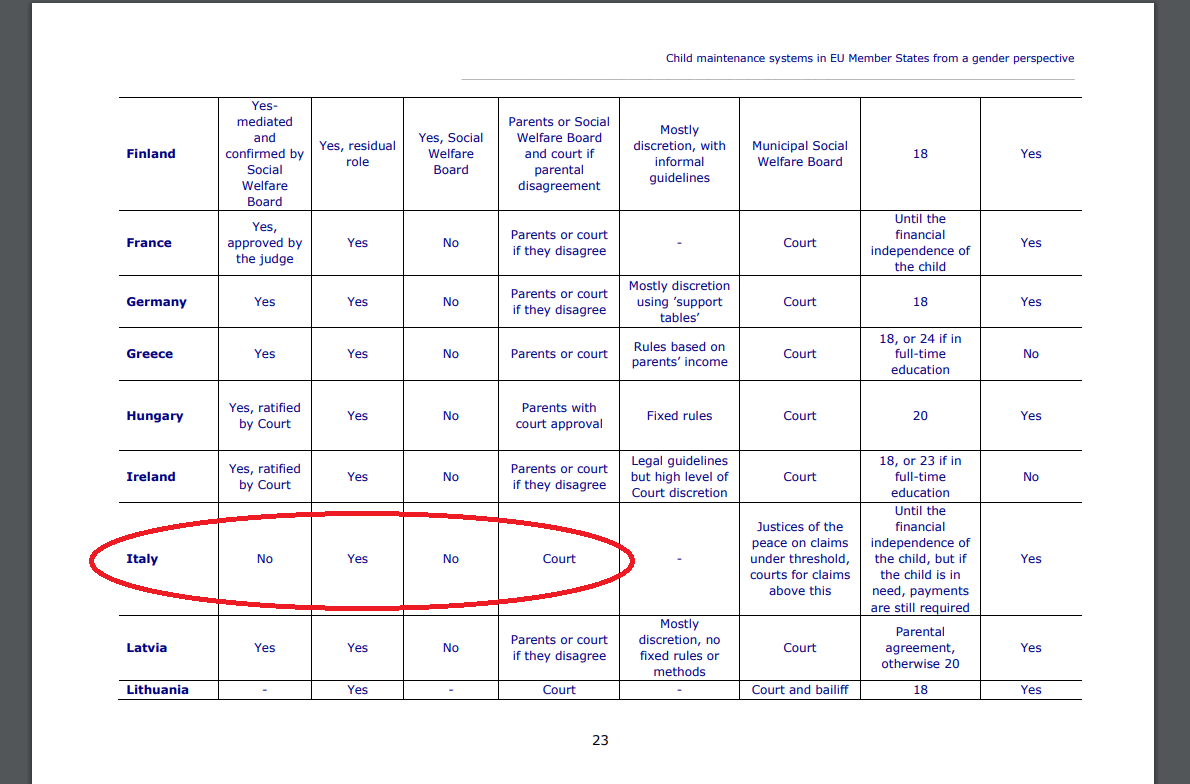 Child maintenance systems in EU Member States from a gender perspective
Finland
Yes-
mediated
and
confirmed by
Social
Welfare
Board
Yes, residual
role
Yes, Social
Welfare
Board
Parents or Social
Welfare Board
and court if
parental
disagreement
Mostly
discretion, with
informal
guidelines
Municipal Social
Welfare Board
18
Yes
France
Yes,
approved by
the judge
Yes
No
Parents or court
if they disagree
-
Court
Until the
financial
independence of
the child
Yes
Germany
Yes
Yes
No
Parents or court
if they disagree
Mostly discretion
using ‘support
tables’
Court
18
Yes
Greece
Yes
Yes
No
Parents or court
Rules based on
parents’ income
Court
18, or 24 if in
full-time
education
No
Hungary
Yes, ratified
by Court
Yes
No
Parents with
court approval
Fixed rules
Court
20
Yes
Ireland
Yes, ratified
by Court
Yes
No
Parents or court
if they disagree
Legal guidelines
but high level of
Court discretion
Court
18, or 23 if in
full-time
education
No
Italy
No
Yes
No
Court
-
Justices of the
peace on claims
under threshold,
courts for claims
above this
Until the
financial
independence of
the child, but if
the child is in
need, payments
are still required
Yes
Latvia
Yes
Yes
No
Parents or court
if they disagree
Mostly
discretion, no
fixed rules or
methods
Court
Parental
agreement,
otherwise 20
Yes
Lithuania
-
Yes
-
Court
-
Court and bailiff
18
Yes
23